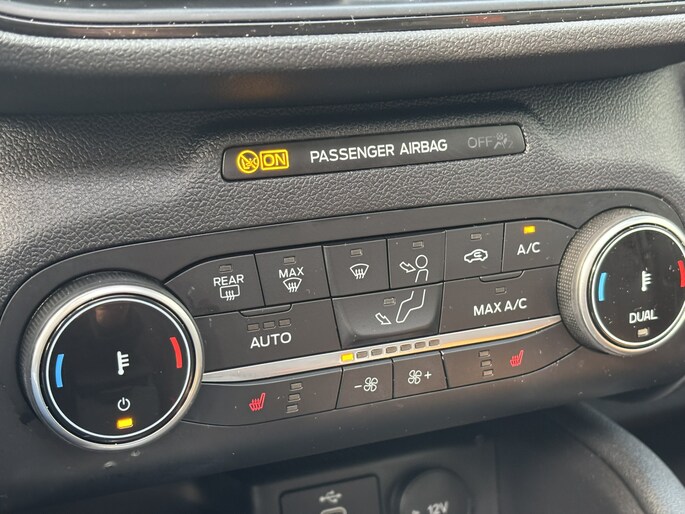 ON PASSENGER AIRBAG OFF
REAR
MAX
A/C
AUTO
MAX A/C
DUAL
12V